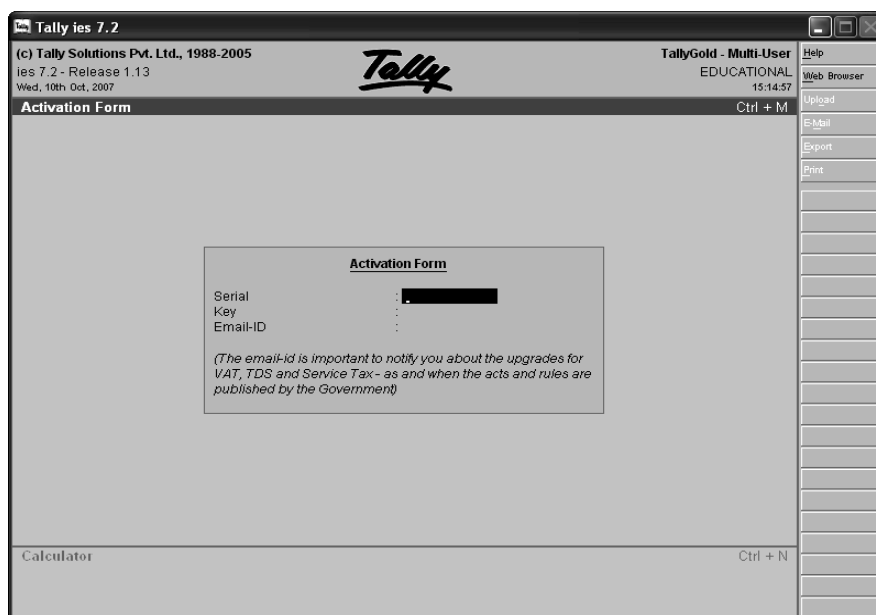 Tally ies 7.2
(c) Tally Solutions Pvt. Ltd., 1988-2005
Tally
TallyGold - Multi-User
ies 7.2 - Release 1.13
EDUCATIONAL
Wed, 10th Oct, 2007
15:14:57
Activation Form
Ctrl + M
Help
Web Browser
Upload
E-Mail
Export
Print
Activation Form
Serial :
Key :
Email-ID :
(The email-id is important to notify you about the upgrades for
VAT, TDS and Service Tax - as and when the acts and rules are
published by the Government)
Calculator
Ctrl + N